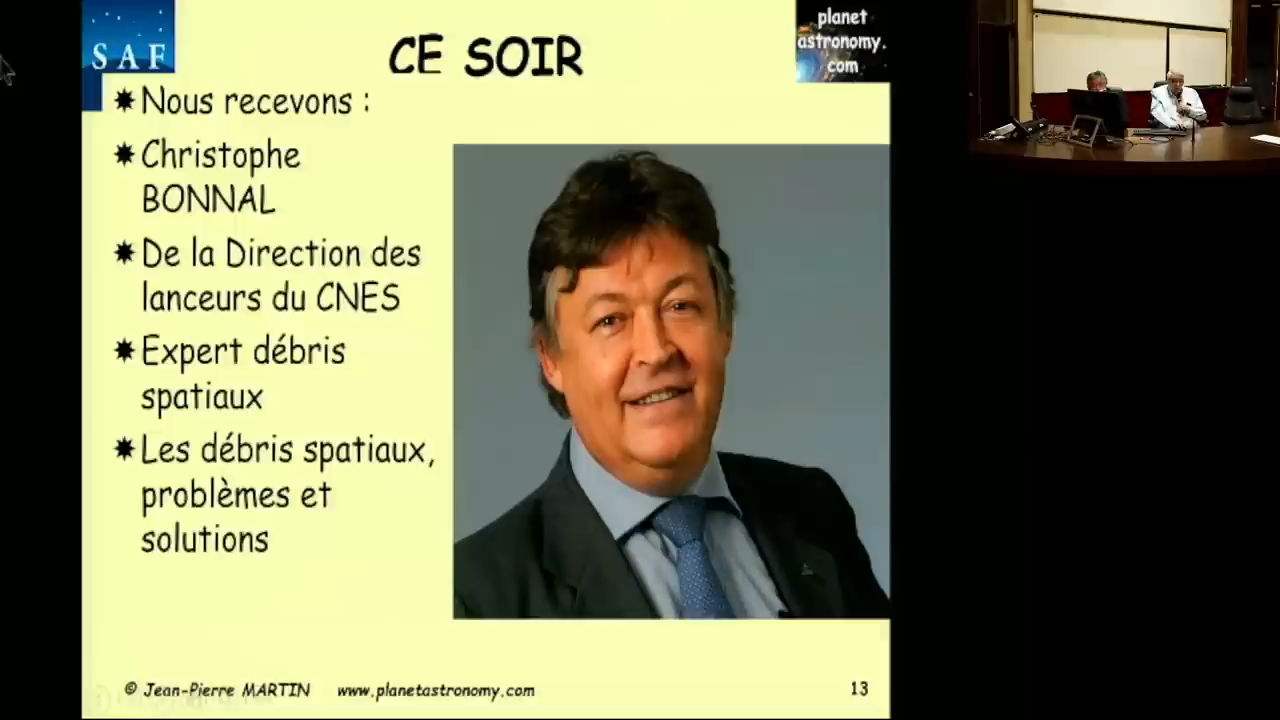 SAF
CE SOIR
planet
astronomy.
com
Nous recevons :
Christophe
BONNAL
De la Direction des
lanceurs du CNES
Expert débris
spatiaux
Les débris spatiaux,
problèmes et
solutions
© Jean-Pierre MARTIN www.planetastronomy.com
13